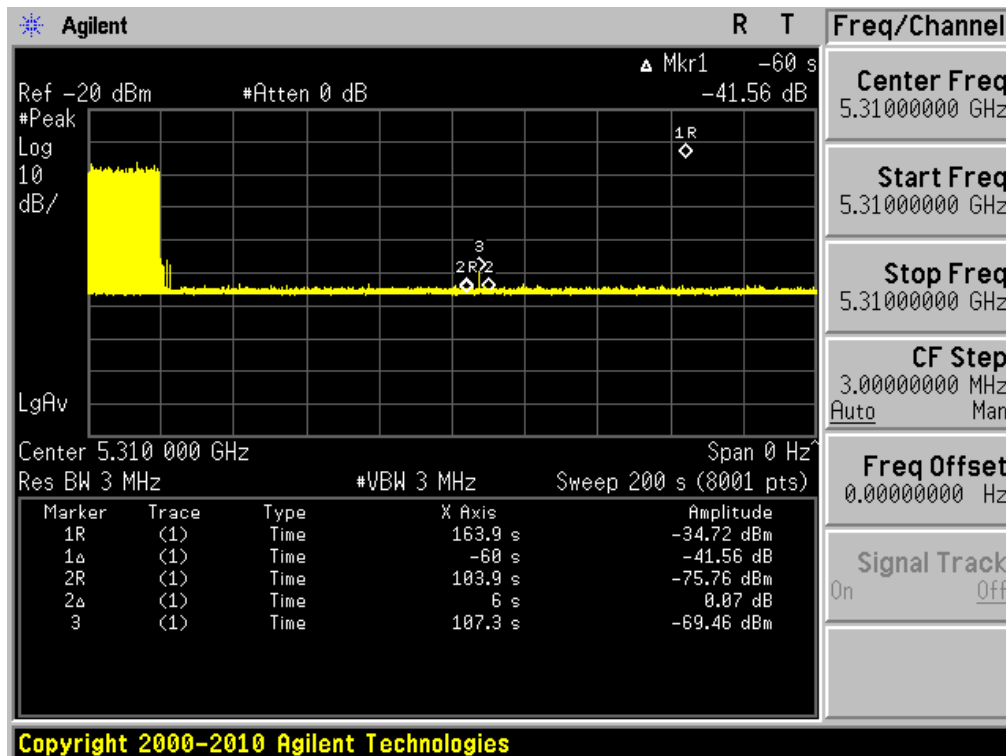 Agilent R T
Freq/Channel
Δ Mkr1 -60 s
Ref -20 dBm #Atten 0 dB -41.56 dB
#Peak
Log
10
dB/
1R
3
2R 2
LgAv
Center 5.310 000 GHz Span 0 Hz^
Res BW 3 MHz #VBW 3 MHz Sweep 200 s (8001 pts)
Marker Trace Type X Axis Amplitude
1R (1) Time 163.9 s -34.72 dBm
1Δ (1) Time -60 s -41.56 dB
2R (1) Time 103.9 s -75.76 dBm
2Δ (1) Time 6 s 0.07 dB
3 (1) Time 107.3 s -69.46 dBm
Center Freq
5.31000000 GHz
Start Freq
5.31000000 GHz
Stop Freq
5.31000000 GHz
CF Step
3.00000000 MHz
Auto Man
Freq Offset
0.00000000 Hz
Signal Track
On Off
Copyright 2000-2010 Agilent Technologies